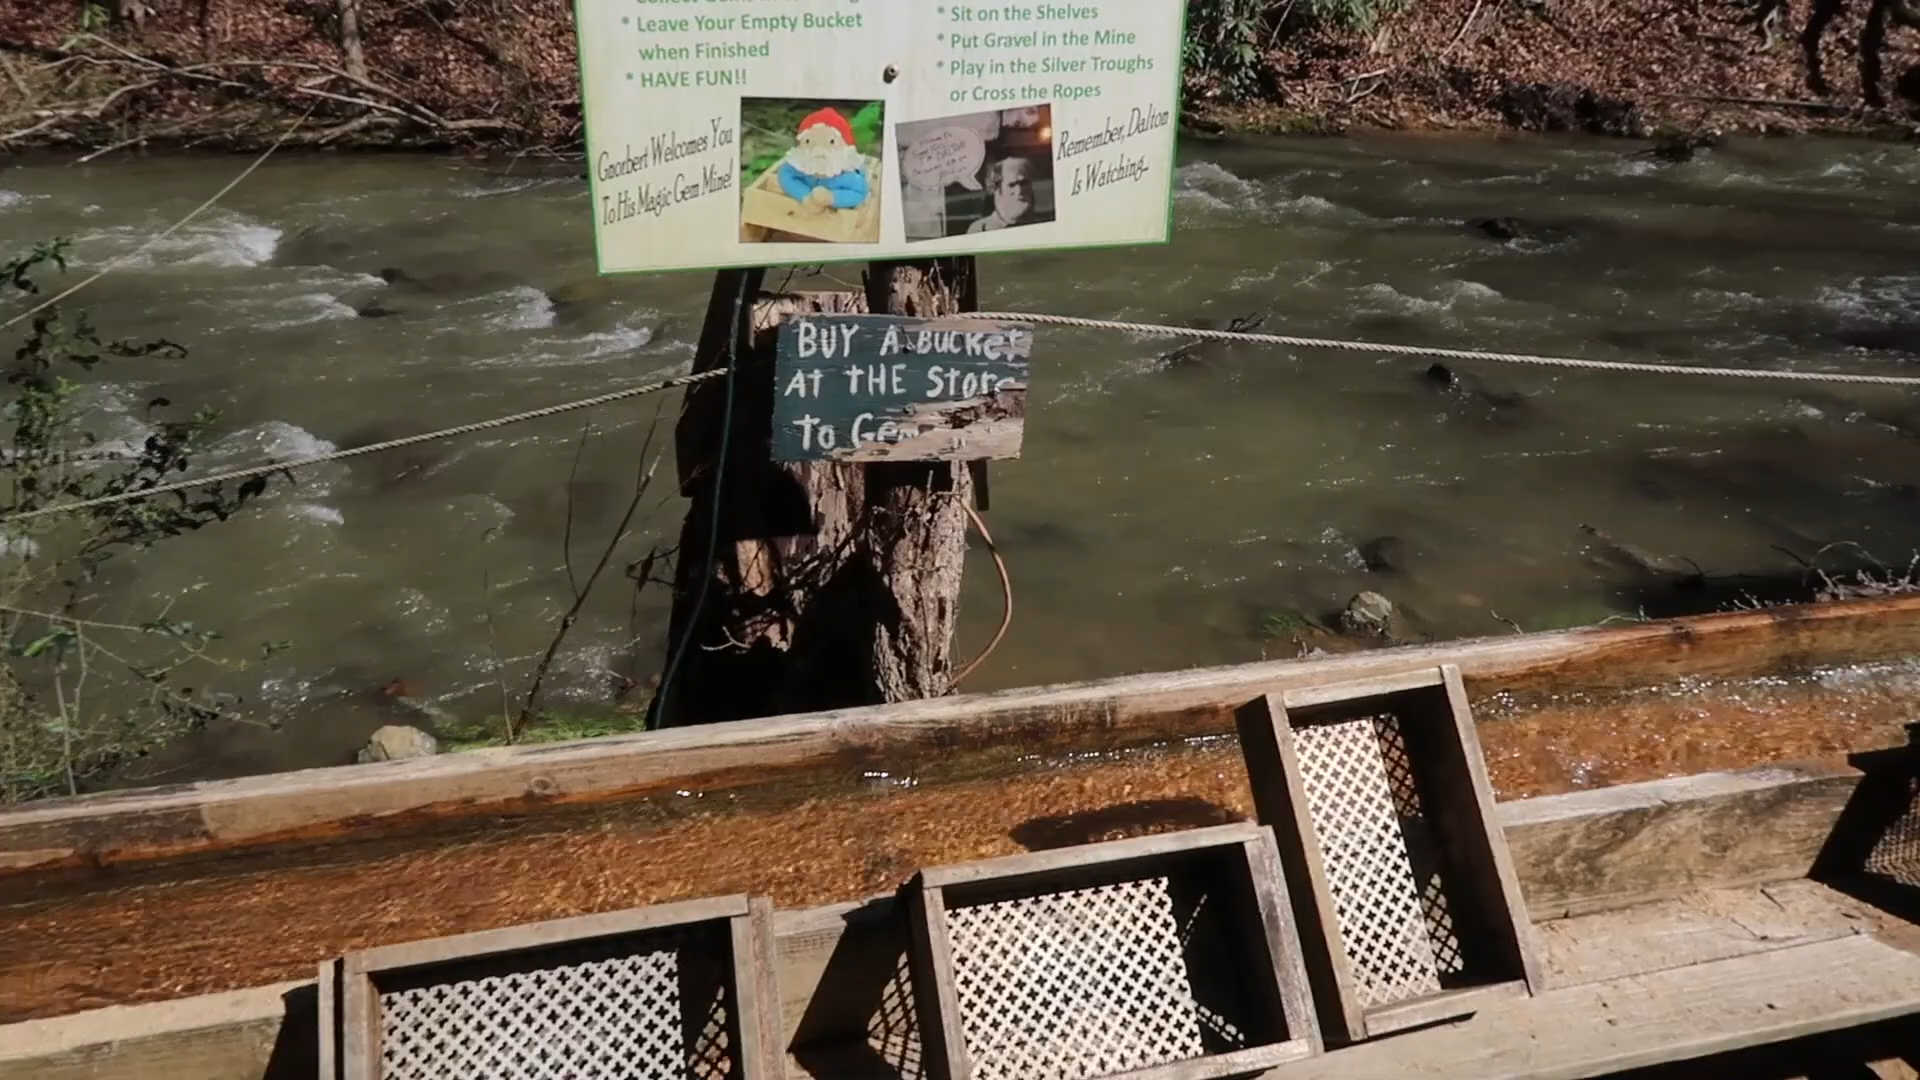 * Leave Your Empty Bucket
when Finished
* HAVE FUN!!
* Sit on the Shelves
* Put Gravel in the Mine
* Play in the Silver Troughs
or Cross the Ropes
Gnorbert Welcomes You
To His Magic Gem Mine!
Remember, Dalton
Is Watching
BUY A BUCKET
At tHE Store
to